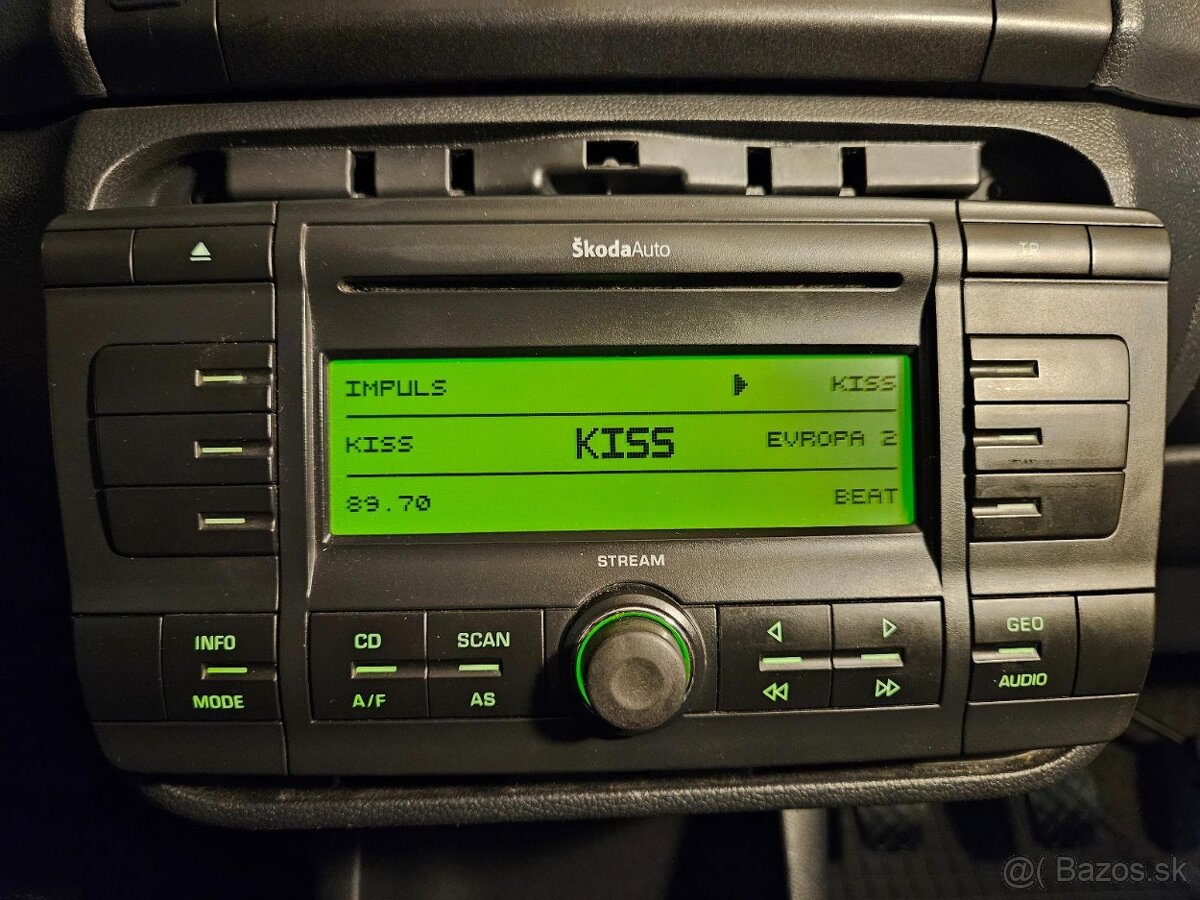 ŠkodaAuto
TP
IMPULS KISS
KISS KISS EVROPA 2
89.70 BEAT
STREAM
INFO
MODE
CD
A/F
SCAN
AS
GEO
AUDIO
@( Bazos.sk